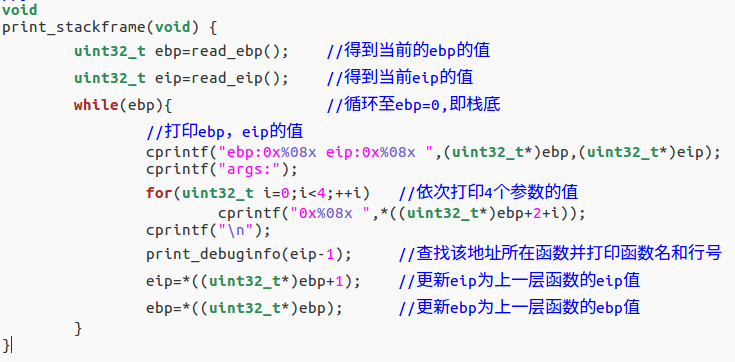 void
print_stackframe(void) {
        uint32_t ebp=read_ebp();    //得到当前的ebp的值
        uint32_t eip=read_eip();    //得到当前eip的值
        while(ebp){                 //循环至ebp=0,即栈底
                //打印ebp，eip的值
                cprintf("ebp:0x%08x eip:0x%08x ",(uint32_t*)ebp,(uint32_t*)eip);
                cprintf("args:");
                for(uint32_t i=0;i<4;++i)   //依次打印4个参数的值
                        cprintf("0x%08x ",*((uint32_t*)ebp+2+i));
                cprintf("\n");
                print_debuginfo(eip-1);     //查找该地址所在函数并打印函数名和行号
                eip=*((uint32_t*)ebp+1);    //更新eip为上一层函数的eip值
                ebp=*((uint32_t*)ebp);      //更新ebp为上一层函数的ebp值
        }
}